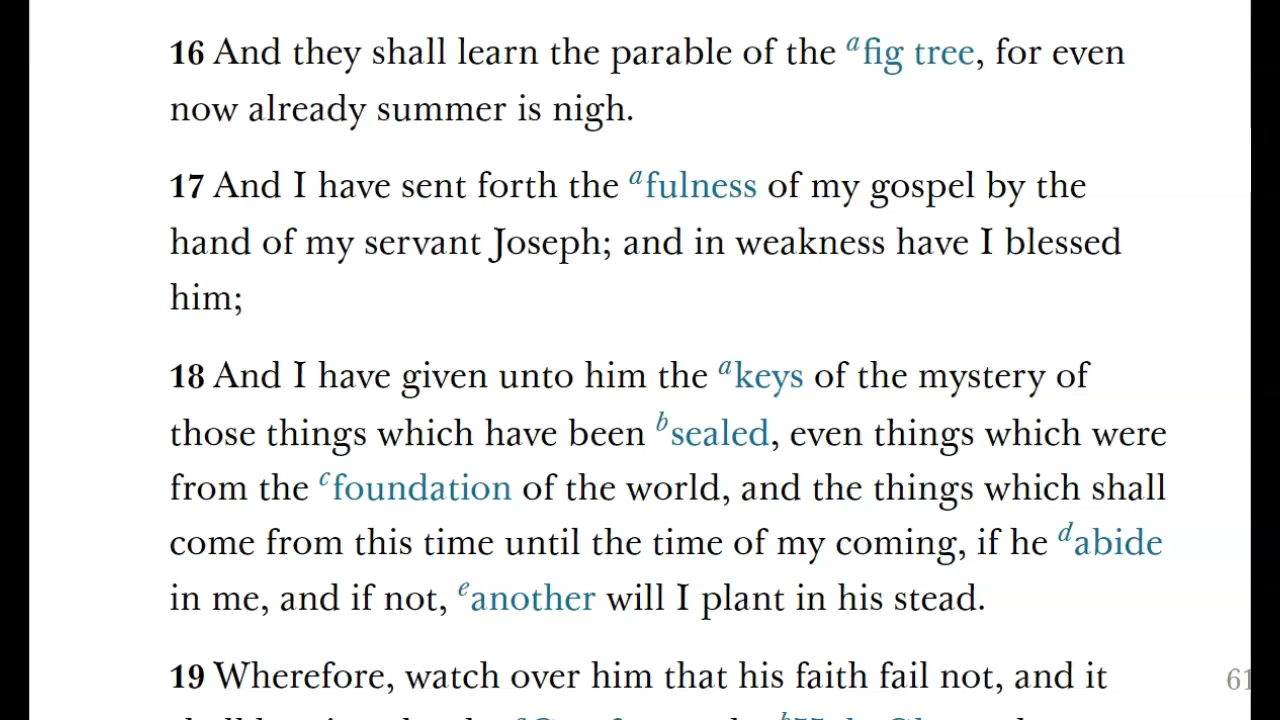 16 And they shall learn the parable of the a fig tree, for even
now already summer is nigh.
17 And I have sent forth the a fulness of my gospel by the
hand of my servant Joseph; and in weakness have I blessed
him;
18 And I have given unto him the a keys of the mystery of
those things which have been b sealed, even things which were
from the c foundation of the world, and the things which shall
come from this time until the time of my coming, if he d abide
in me, and if not, e another will I plant in his stead.
19 Wherefore, watch over him that his faith fail not, and it
61